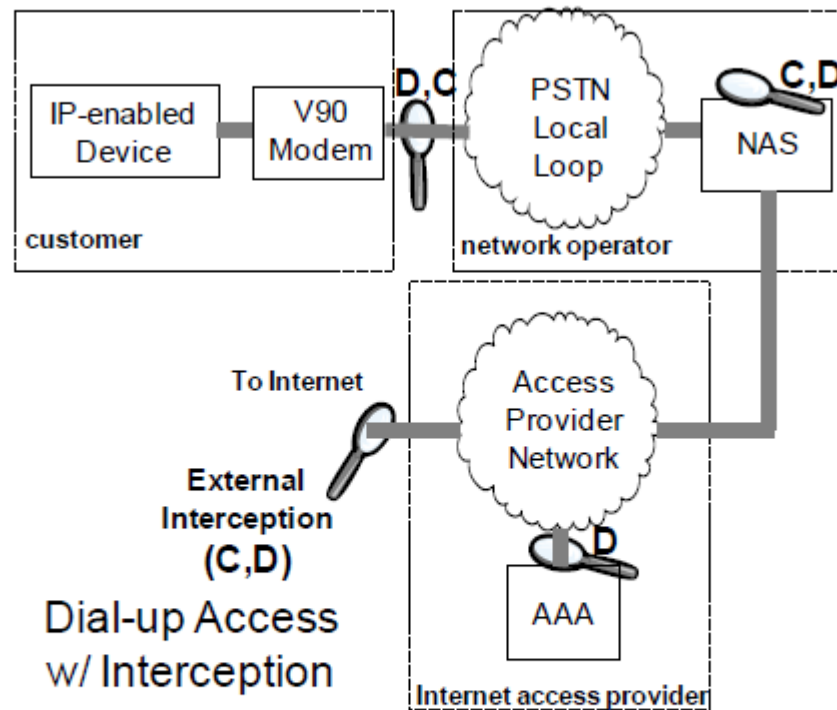 IP-enabled
Device
V90
Modem
customer
D,C
PSTN
Local
Loop
C,D
NAS
network operator
To Internet
Access
Provider
Network
External
Interception
(C,D)
D
AAA
Dial-up Access
w/ Interception
Internet access provider